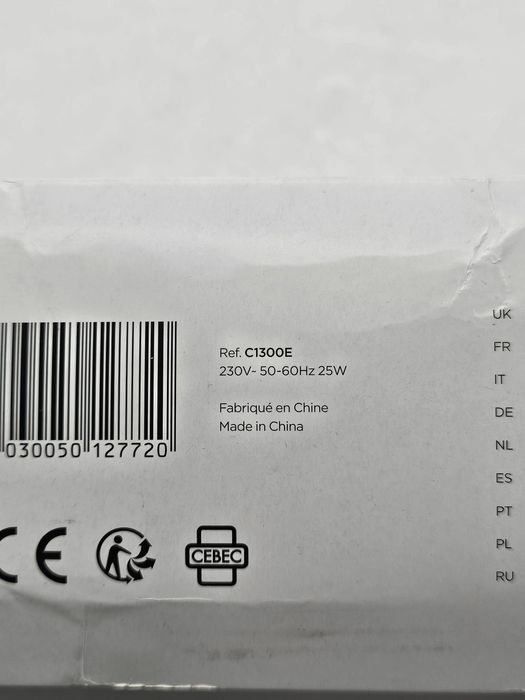 Ref. C1300E
230V~ 50-60Hz 25W
Fabriqué en Chine
Made in China
030050 127720
CE
CEBEC
UK
FR
IT
DE
NL
ES
PT
PL
RU